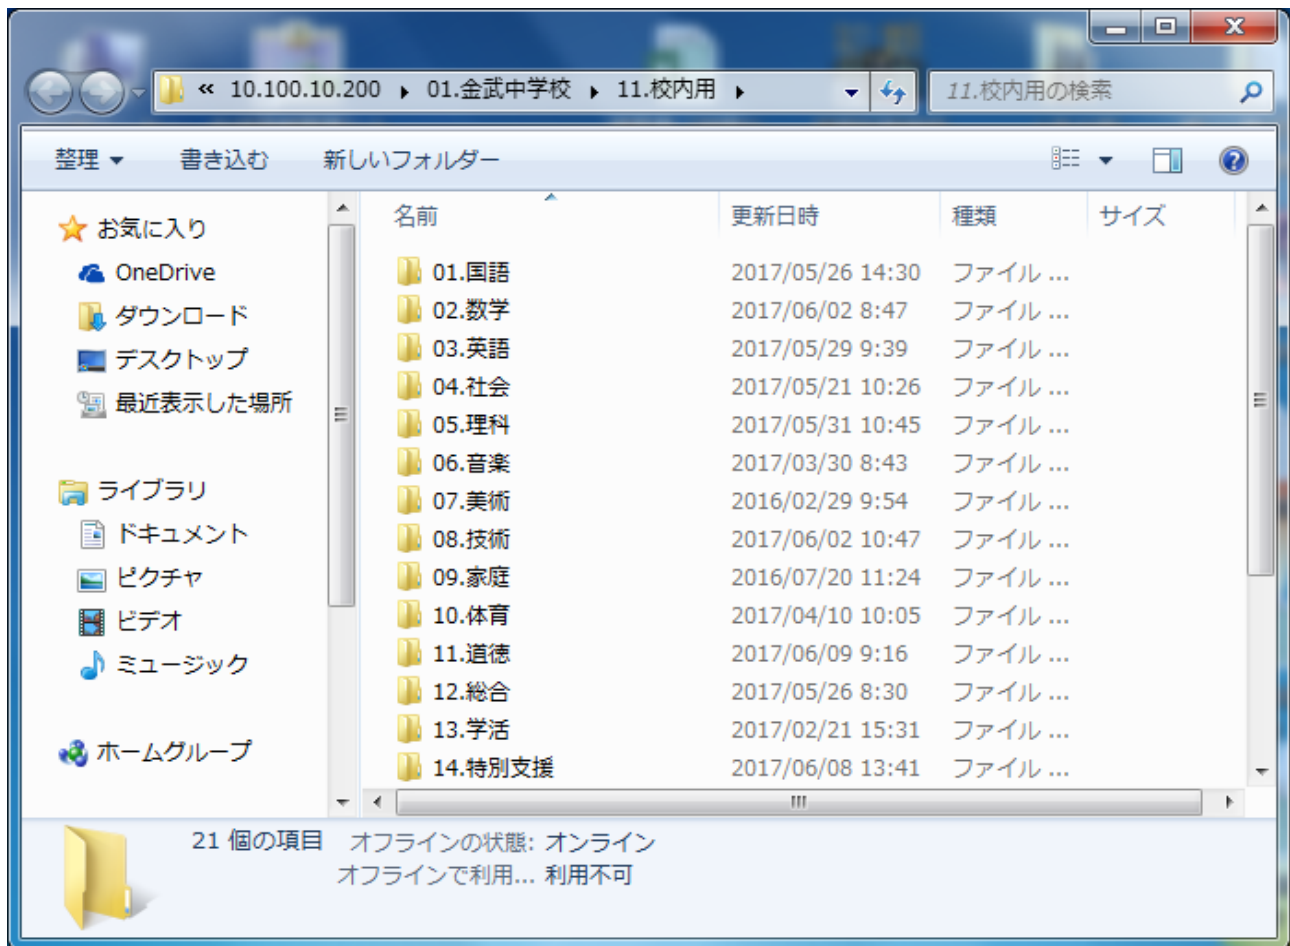 « 10.100.10.200 ▸ 01.金武中学校 ▸ 11.校内用 ▸
11.校内用の検索
整理 書き込む 新しいフォルダー
お気に入り
OneDrive
ダウンロード
デスクトップ
最近表示した場所
ライブラリ
ドキュメント
ピクチャ
ビデオ
ミュージック
ホームグループ
名前 更新日時 種類 サイズ
01.国語 2017/05/26 14:30 ファイル ...
02.数学 2017/06/02 8:47 ファイル ...
03.英語 2017/05/29 9:39 ファイル ...
04.社会 2017/05/21 10:26 ファイル ...
05.理科 2017/05/31 10:45 ファイル ...
06.音楽 2017/03/30 8:43 ファイル ...
07.美術 2016/02/29 9:54 ファイル ...
08.技術 2017/06/02 10:47 ファイル ...
09.家庭 2016/07/20 11:24 ファイル ...
10.体育 2017/04/10 10:05 ファイル ...
11.道徳 2017/06/09 9:16 ファイル ...
12.総合 2017/05/26 8:30 ファイル ...
13.学活 2017/02/21 15:31 ファイル ...
14.特別支援 2017/06/08 13:41 ファイル ...
21 個の項目 オフラインの状態: オンライン
オフラインで利用... 利用不可